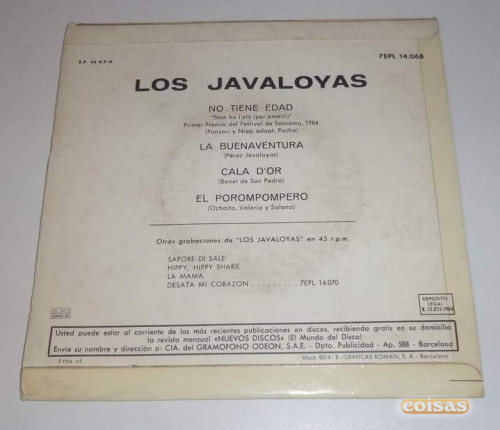 E.P. 45 R.P.M
7EPL 14.068
LOS JAVALOYAS
NO TIENE EDAD
"Non ho l'età (per amarti)"
Primer Premio del Festival de Sanremo, 1964
(Panzeri y Nisa, adapt. Pocho)
LA BUENAVENTURA
(Pérez Javaloyas)
CALA D'OR
(Bonet de San Pedro)
EL POROMPOMPERO
(Ochaíta, Valerio y Solano)
Otras grabaciones de "LOS JAVALOYAS" en 45 r.p.m.
SAPORE DI SALE
HIPPY, HIPPY SHAKE
LA MAMA
DESATA MI CORAZON . . . . . . . . . 7EPL 14.070
DEPOSITO
LEGAL
B. 12.852-1964
Usted puede estar al corriente de las más recientes publicaciones en discos, recibiendo gratis en su domicilio
la revista mensual «NUEVOS DISCOS» (El Mundo del Disco)
Envíe su nombre y dirección a: CIA. del GRAMOFONO ODEON, S.A.E. - Dpto. Publicidad - Ap. 588 - Barcelona
GRAFICAS ROMAN, S. A. - Barcelona
coisas